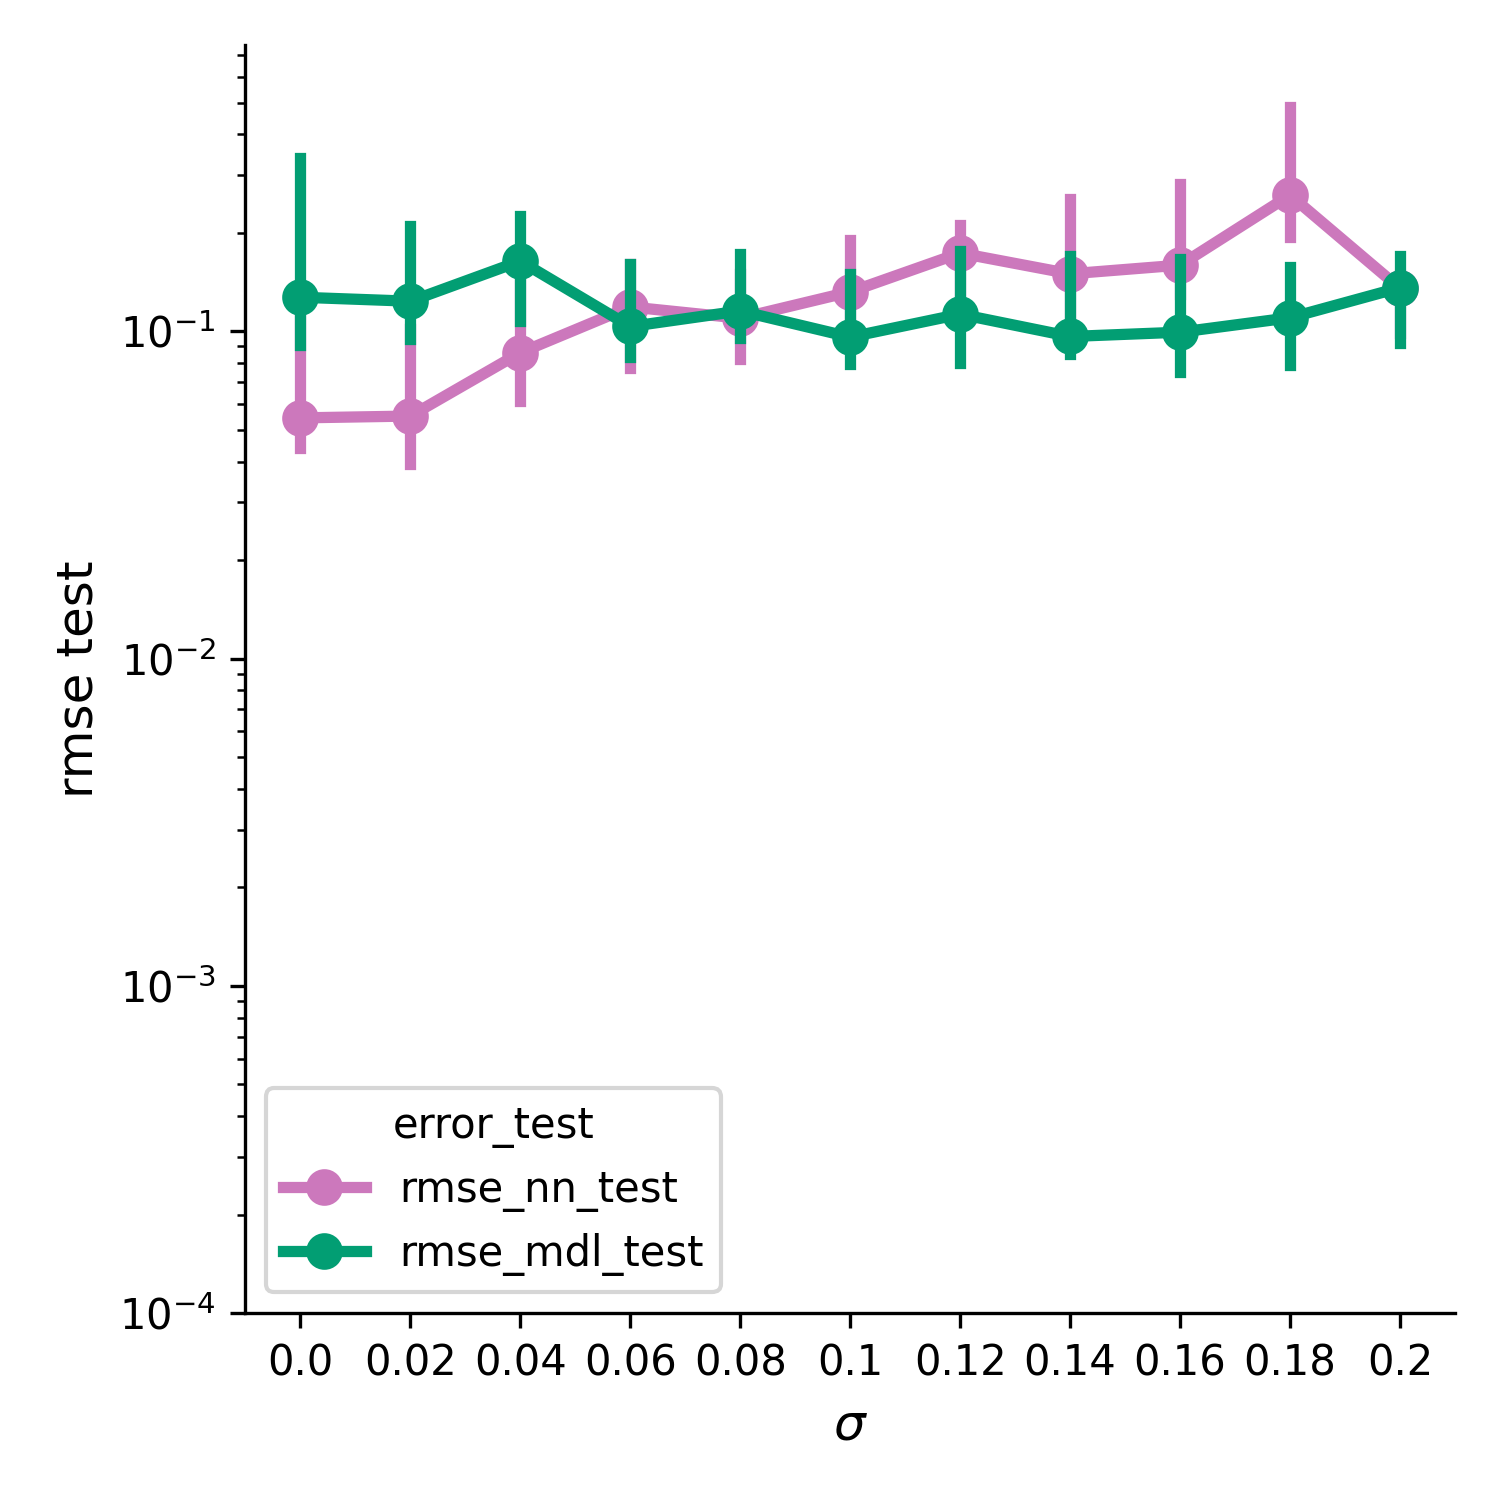 rmse test
10⁻¹
10⁻²
10⁻³
10⁻⁴
error_test
rmse_nn_test
rmse_mdl_test
0.0 0.02 0.04 0.06 0.08 0.1 0.12 0.14 0.16 0.18 0.2
σ